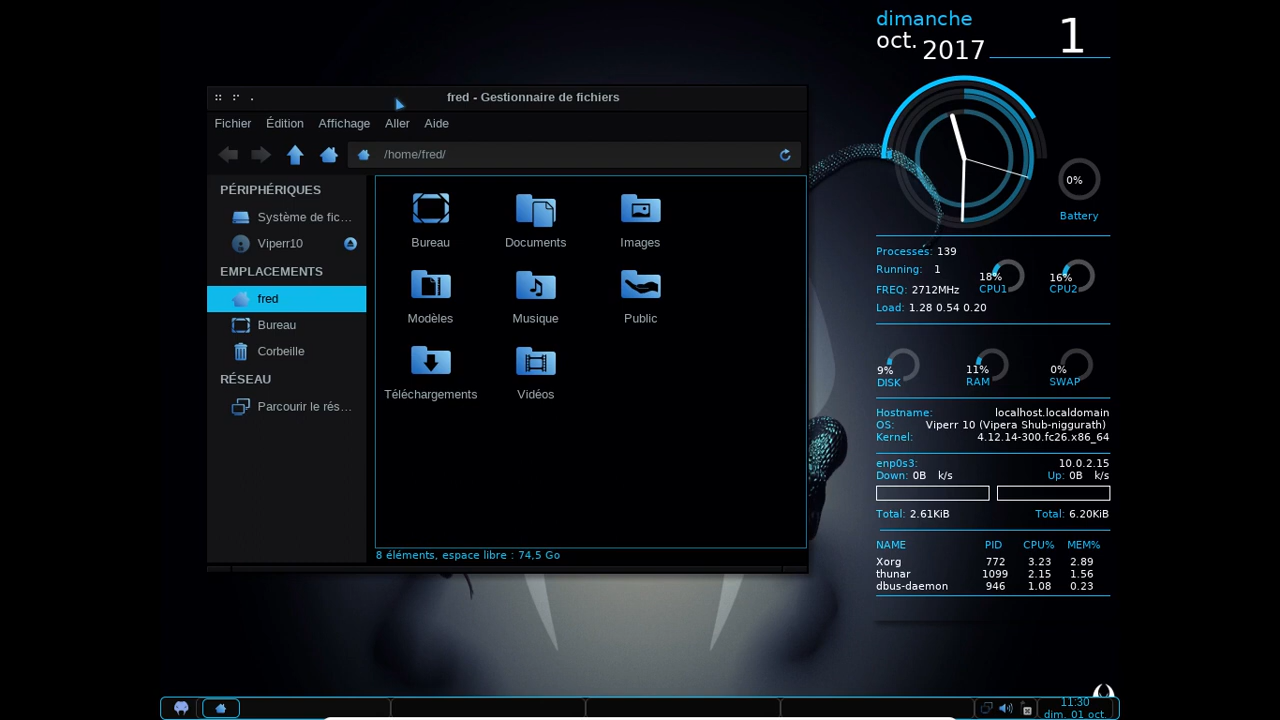 dimanche
oct. 2017 1
fred - Gestionnaire de fichiers
Fichier Édition Affichage Aller Aide
/home/fred/
PÉRIPHÉRIQUES
Système de fic...
Viperr10
EMPLACEMENTS
fred
Bureau
Corbeille
RÉSEAU
Parcourir le rés...
Bureau Documents Images
Modèles Musique Public
Téléchargements Vidéos
8 éléments, espace libre : 74,5 Go
0%
Battery
Processes: 139
Running: 1
FREQ: 2712MHz
Load: 1.28 0.54 0.20
18% 16%
CPU1 CPU2
9% 11% 0%
DISK RAM SWAP
Hostname: localhost.localdomain
OS: Viperr 10 (Vipera Shub-niggurath)
Kernel: 4.12.14-300.fc26.x86_64
enp0s3: 10.0.2.15
Down: 0B k/s Up: 0B k/s
Total: 2.61KiB Total: 6.20KiB
NAME PID CPU% MEM%
Xorg 772 3.23 2.89
thunar 1099 2.15 1.56
dbus-daemon 946 1.08 0.23
11:30
dim. 01 oct.